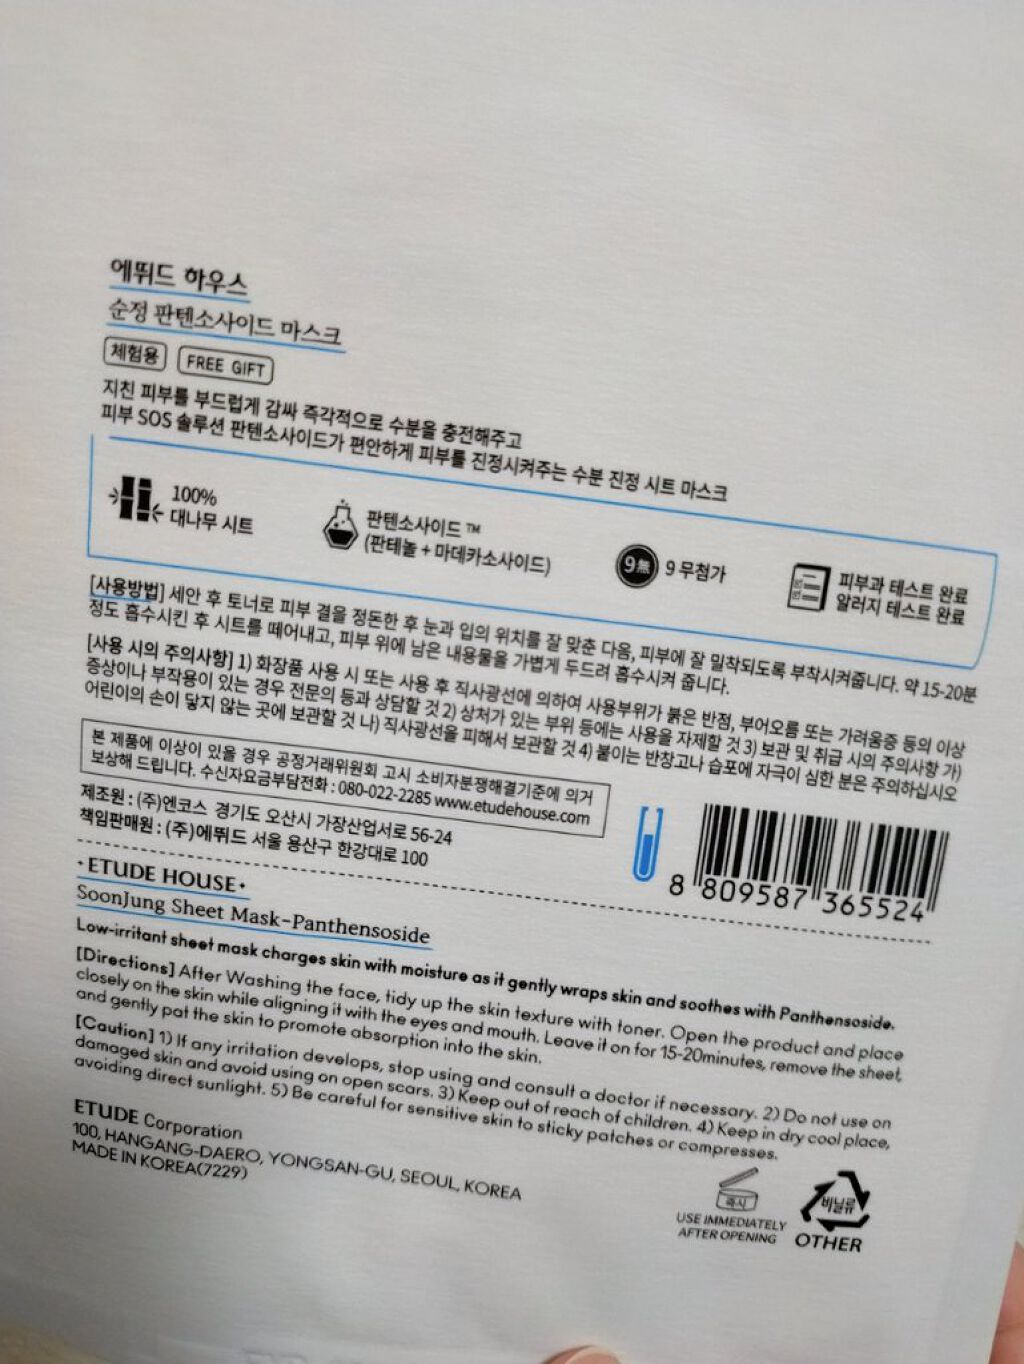 에뛰드 하우스
순정 판텐소사이드 마스크
체험용 FREE GIFT
지친 피부를 부드럽게 감싸 즉각적으로 수분을 충전해주고
피부 SOS 솔루션 판텐소사이드가 편안하게 피부를 진정시켜주는 수분 진정 시트 마스크
100%
대나무 시트
판텐소사이드™
(판테놀 + 마데카소사이드)
9無 9 무첨가
피부과 테스트 완료
알러지 테스트 완료
[사용방법] 세안 후 토너로 피부 결을 정돈한 후 눈과 입의 위치를 잘 맞춘 다음, 피부에 잘 밀착되도록 부착시켜줍니다. 약 15-20분
정도 흡수시킨 후 시트를 떼어내고, 피부 위에 남은 내용물을 가볍게 두드려 흡수시켜 줍니다.
[사용 시의 주의사항] 1) 화장품 사용 시 또는 사용 후 직사광선에 의하여 사용부위가 붉은 반점, 부어오름 또는 가려움증 등의 이상
증상이나 부작용이 있는 경우 전문의 등과 상담할 것 2) 상처가 있는 부위 등에는 사용을 자제할 것 3) 보관 및 취급 시의 주의사항 가)
어린이의 손이 닿지 않는 곳에 보관할 것 나) 직사광선을 피해서 보관할 것 4) 붙이는 반창고나 습포에 자극이 심한 분은 주의하십시오
본 제품에 이상이 있을 경우 공정거래위원회 고시 소비자분쟁해결기준에 의거
보상해 드립니다. 수신자요금부담전화 : 080-022-2285 www.etudehouse.com
제조원 : (주)엔코스 경기도 오산시 가장산업서로 56-24
책임판매원 : (주)에뛰드 서울 용산구 한강대로 100
8 809587 365524
ETUDE HOUSE
SoonJung Sheet Mask-Panthensoside
Low-irritant sheet mask charges skin with moisture as it gently wraps skin and soothes with Panthensoside.
[Directions] After Washing the face, tidy up the skin texture with toner. Open the product and place
closely on the skin while aligning it with the eyes and mouth. Leave it on for 15-20minutes, remove the sheet,
and gently pat the skin to promote absorption into the skin.
[Caution] 1) If any irritation develops, stop using and consult a doctor if necessary. 2) Do not use on
damaged skin and avoid using on open scars. 3) Keep out of reach of children. 4) Keep in dry cool place,
avoiding direct sunlight. 5) Be careful for sensitive skin to sticky patches or compresses.
ETUDE Corporation
100, HANGANG-DAERO, YONGSAN-GU, SEOUL, KOREA
MADE IN KOREA(7229)
즉시
USE IMMEDIATELY
AFTER OPENING
비닐류
OTHER